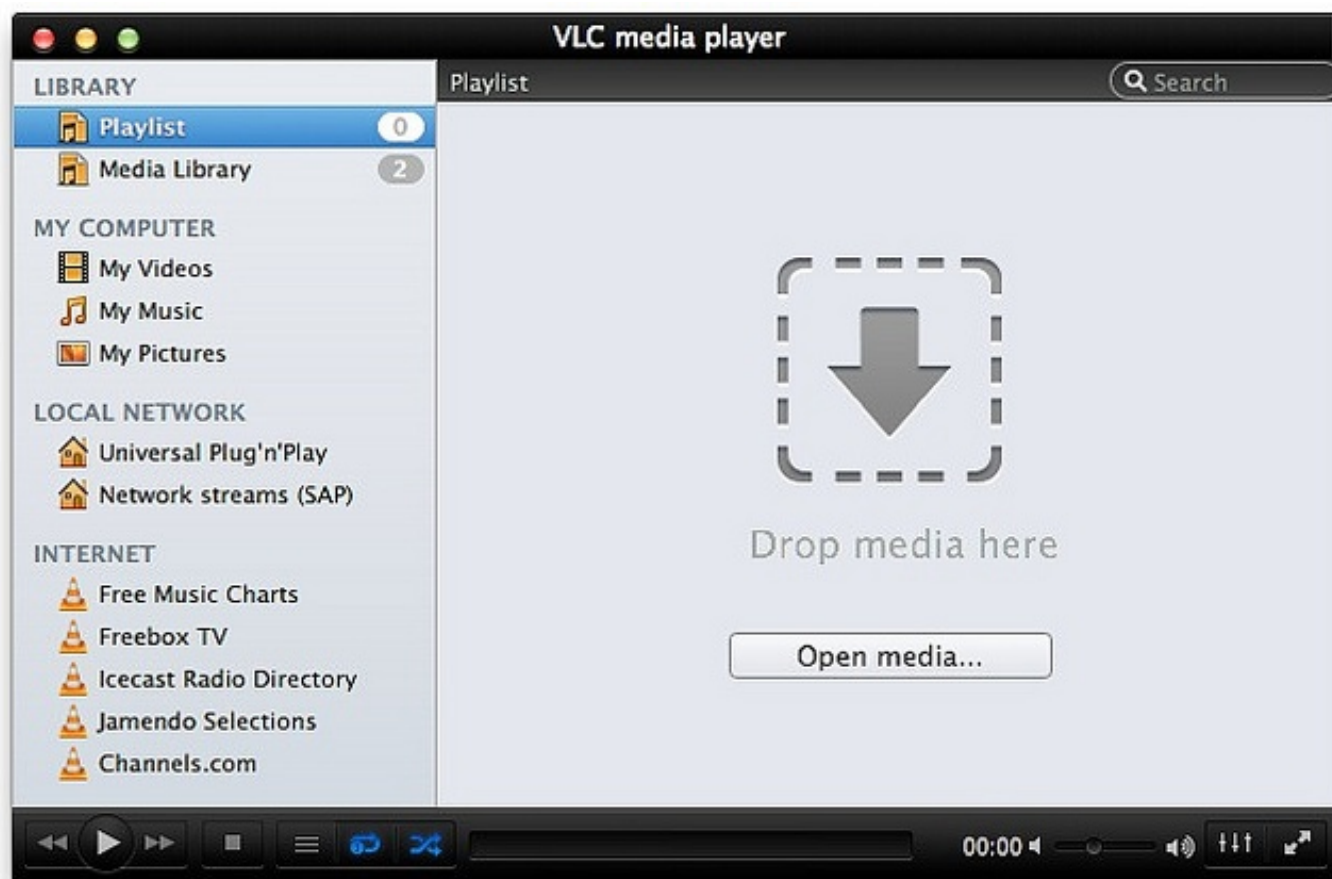 VLC media player
LIBRARY
Playlist 0
Media Library 2
MY COMPUTER
My Videos
My Music
My Pictures
LOCAL NETWORK
Universal Plug'n'Play
Network streams (SAP)
INTERNET
Free Music Charts
Freebox TV
Icecast Radio Directory
Jamendo Selections
Channels.com
Playlist
Search
Drop media here
Open media...
00:00